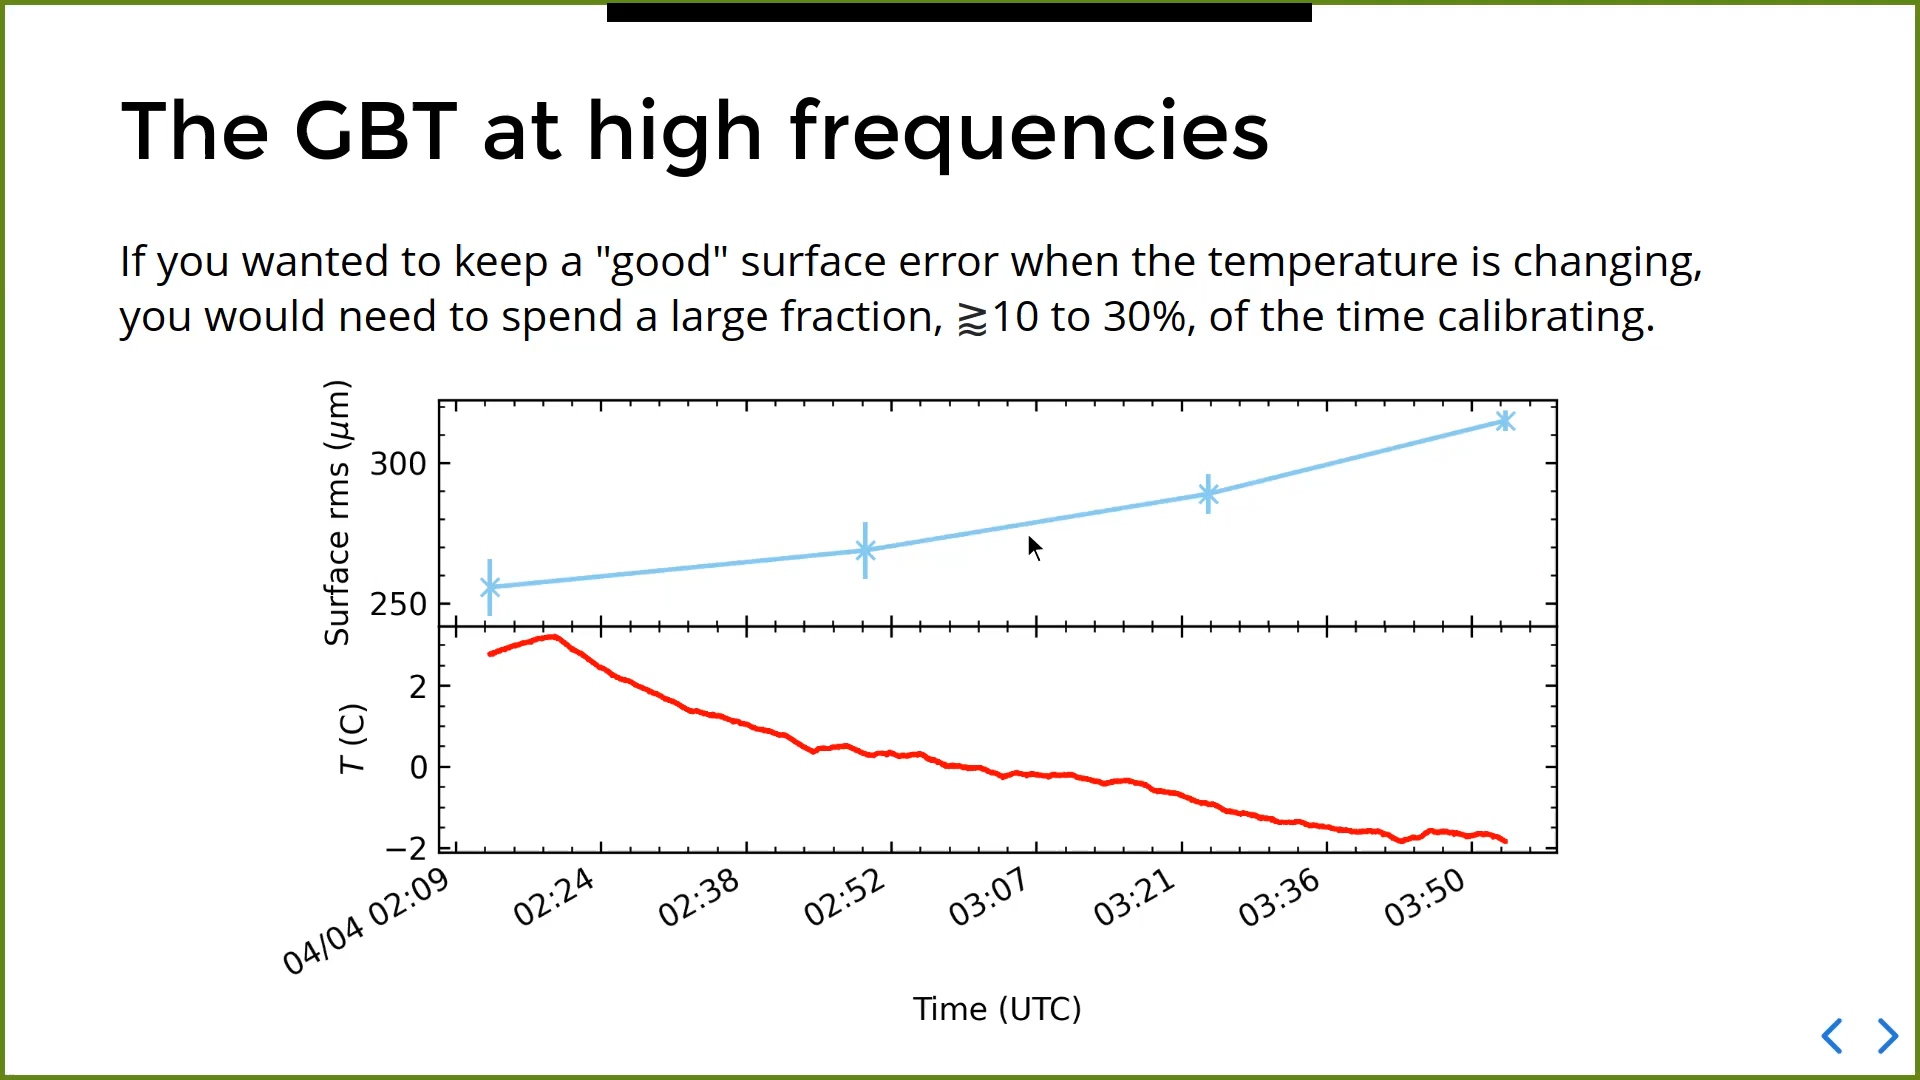 The GBT at high frequencies
If you wanted to keep a "good" surface error when the temperature is changing,
you would need to spend a large fraction, ⪆10 to 30%, of the time calibrating.
Surface rms (μm)
300
250
T (C)
2
0
−2
04/04 02:09
02:24
02:38
02:52
03:07
03:21
03:36
03:50
Time (UTC)